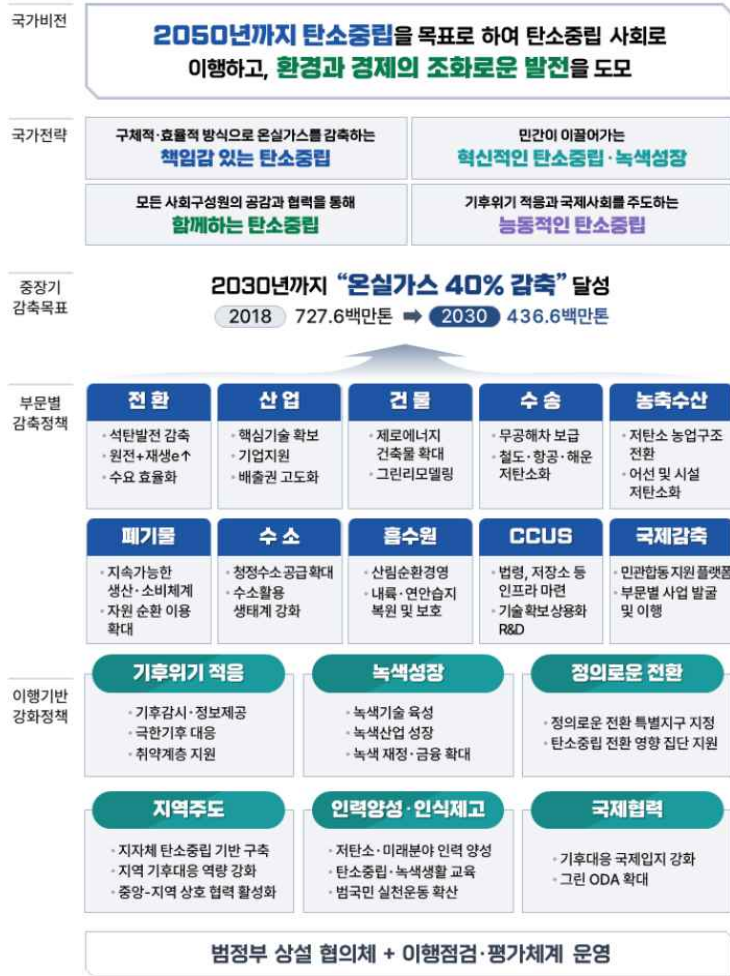 국가비전
2050년까지 탄소중립을 목표로 하여 탄소중립 사회로
이행하고, 환경과 경제의 조화로운 발전을 도모
국가전략
구체적·효율적 방식으로 온실가스를 감축하는
책임감 있는 탄소중립
민간이 이끌어가는
혁신적인 탄소중립·녹색성장
모든 사회구성원의 공감과 협력을 통해
함께하는 탄소중립
기후위기 적응과 국제사회를 주도하는
능동적인 탄소중립
중장기
감축목표
2030년까지 “온실가스 40% 감축” 달성
2018 727.6백만톤 ➡ 2030 436.6백만톤
부문별
감축정책
전환
· 석탄발전 감축
· 원전+재생e↑
· 수요 효율화
산업
· 핵심기술 확보
· 기업지원
· 배출권 고도화
건물
· 제로에너지
건축물 확대
· 그린리모델링
수송
· 무공해차 보급
· 철도·항공·해운
저탄소화
농축수산
· 저탄소 농업구조
전환
· 어선 및 시설
저탄소화
폐기물
· 지속가능한
생산·소비체계
· 자원 순환 이용
확대
수소
· 청정수소 공급 확대
· 수소활용
생태계 강화
흡수원
· 산림순환경영
· 내륙·연안습지
복원 및 보호
CCUS
· 법령, 저장소 등
인프라 마련
· 기술확보 상용화
R&D
국제감축
· 민관합동 지원 플랫폼
· 부문별 사업 발굴
및 이행
이행기반
강화정책
기후위기 적응
· 기후감시·정보제공
· 극한기후 대응
· 취약계층 지원
녹색성장
· 녹색기술 육성
· 녹색산업 성장
· 녹색 재정·금융 확대
정의로운 전환
· 정의로운 전환 특별지구 지정
· 탄소중립 전환 영향 집단 지원
지역주도
· 지자체 탄소중립 기반 구축
· 지역 기후대응 역량 강화
· 중앙-지역 상호 협력 활성화
인력양성·인식제고
· 저탄소·미래분야 인력 양성
· 탄소중립·녹색생활 교육
· 범국민 실천운동 확산
국제협력
· 기후대응 국제입지 강화
· 그린 ODA 확대
범정부 상설 협의체 + 이행점검·평가체계 운영